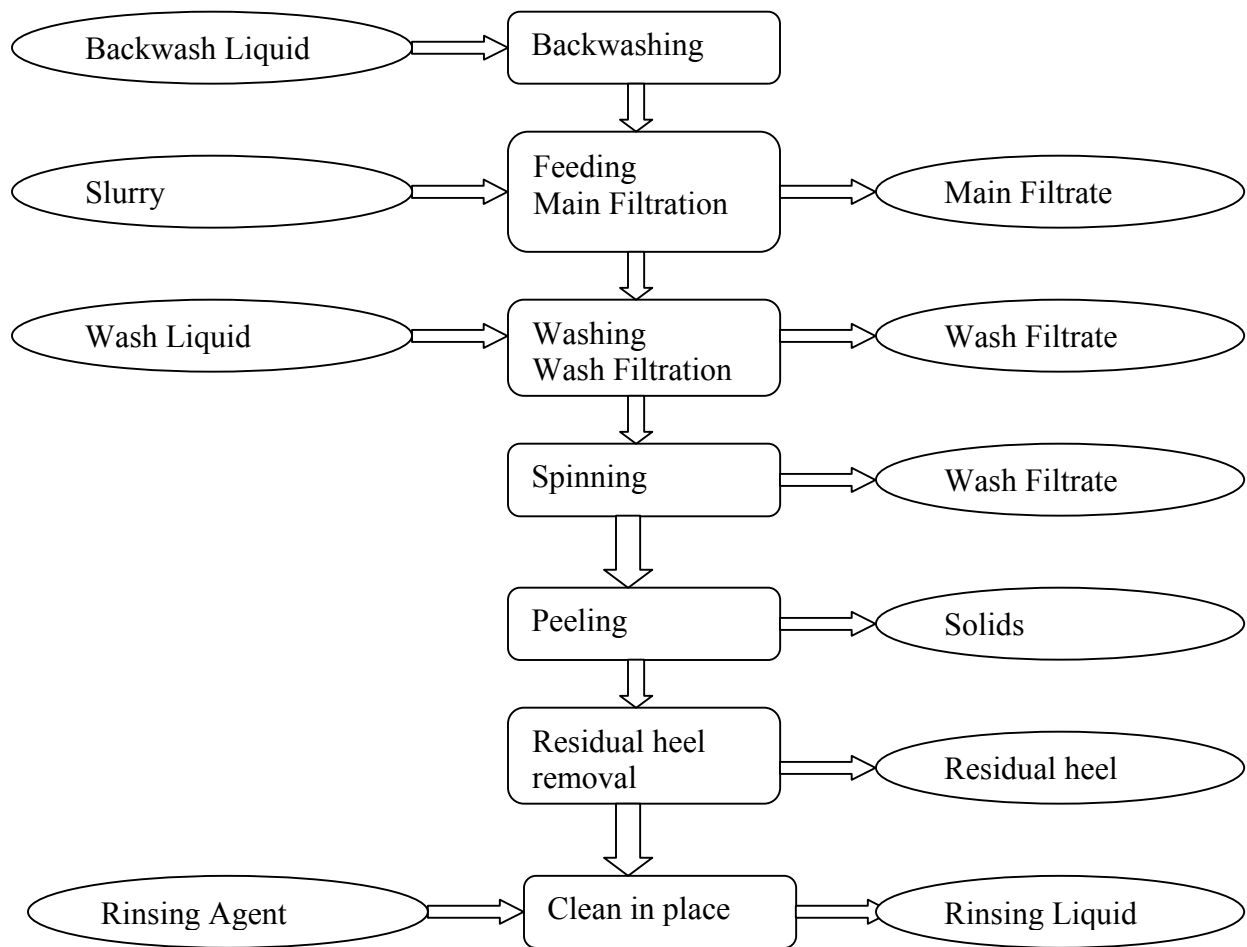 Backwash Liquid
Backwashing
Slurry
Feeding
Main Filtration
Main Filtrate
Wash Liquid
Washing
Wash Filtration
Wash Filtrate
Spinning
Wash Filtrate
Peeling
Solids
Residual heel
removal
Residual heel
Rinsing Agent
Clean in place
Rinsing Liquid